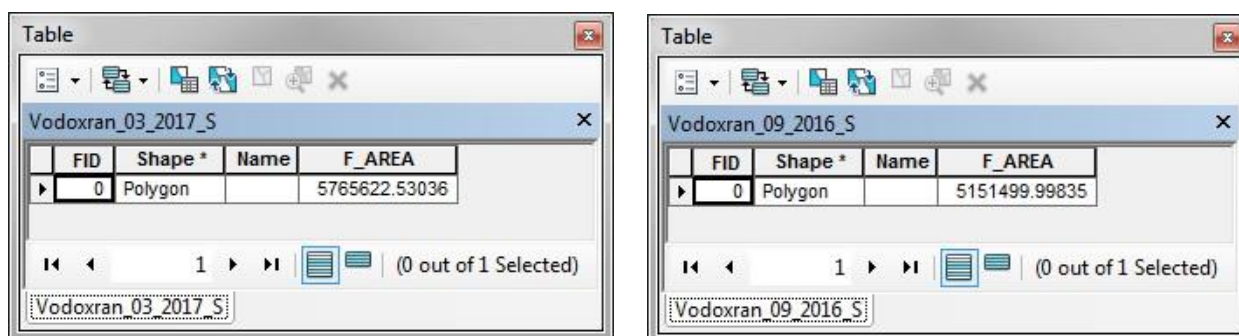 Table
Vodoxran_03_2017_S
FID Shape * Name F_AREA
0 Polygon 5765622.53036
1 (0 out of 1 Selected)
Vodoxran_03_2017_S
Table
Vodoxran_09_2016_S
FID Shape * Name F_AREA
0 Polygon 5151499.99835
1 (0 out of 1 Selected)
Vodoxran_09_2016_S